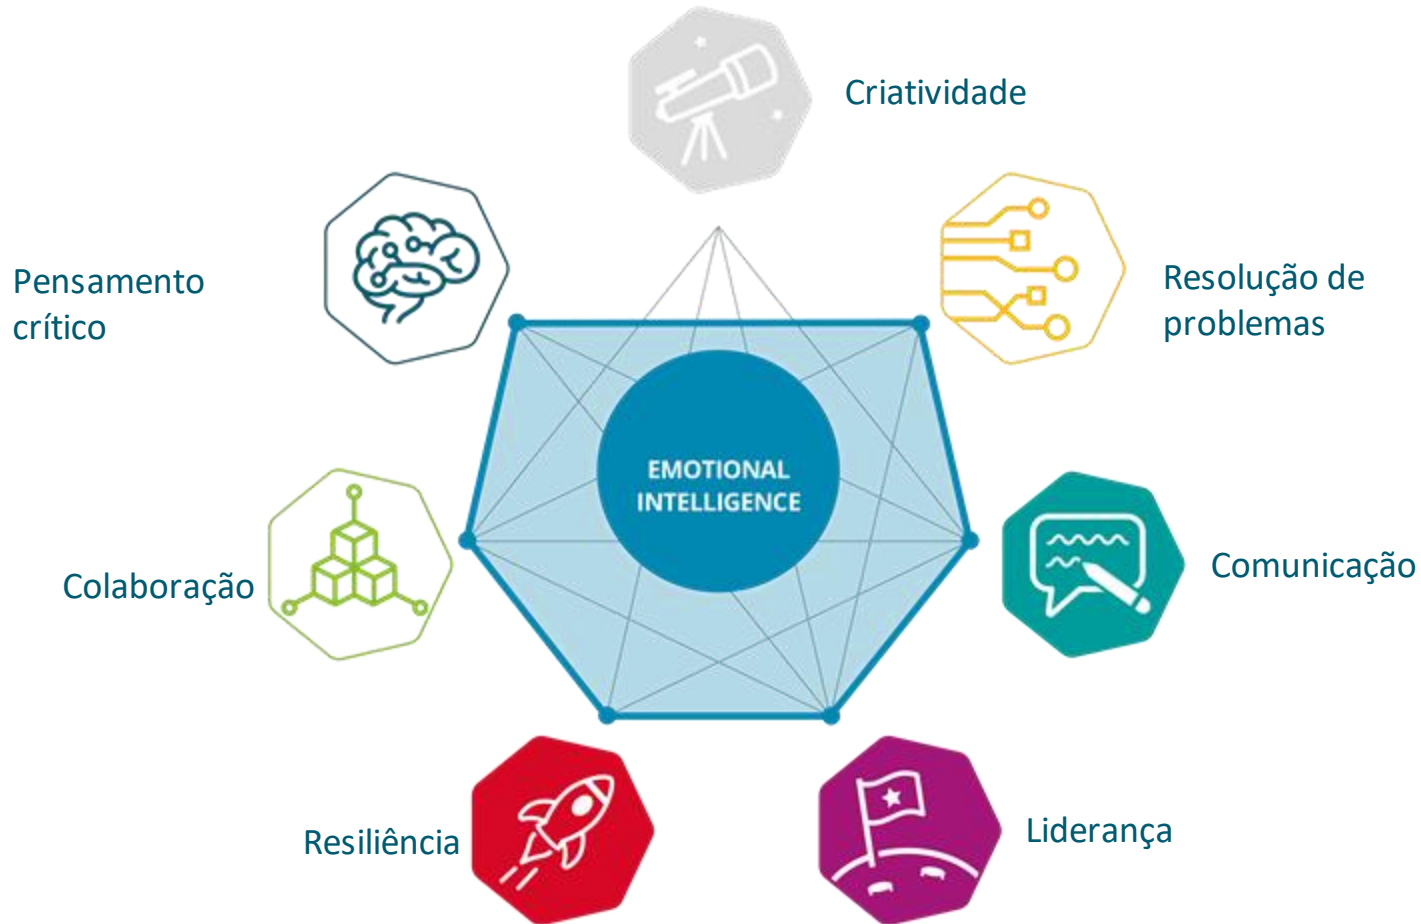 Criatividade
Pensamento
crítico
Resolução de
problemas
EMOTIONAL
INTELLIGENCE
Colaboração
Comunicação
Resiliência
Liderança